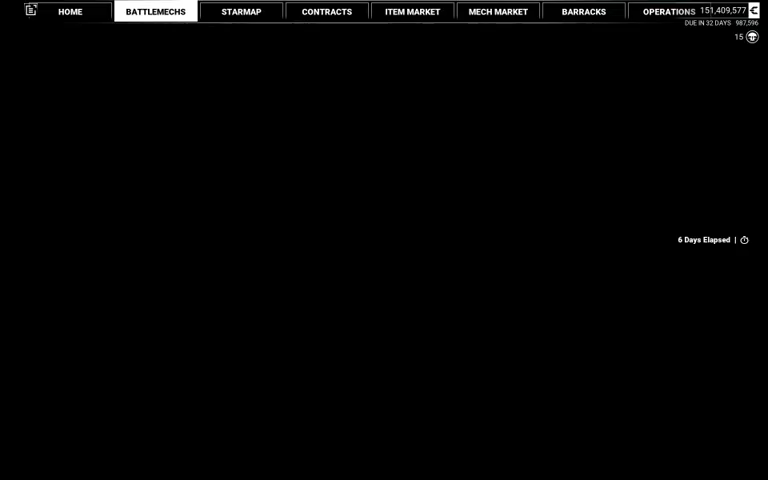 HOME BATTLEMECHS STARMAP CONTRACTS ITEM MARKET MECH MARKET BARRACKS OPERATIONS 151,409,577
DUE IN 32 DAYS 987,596
15
6 Days Elapsed |